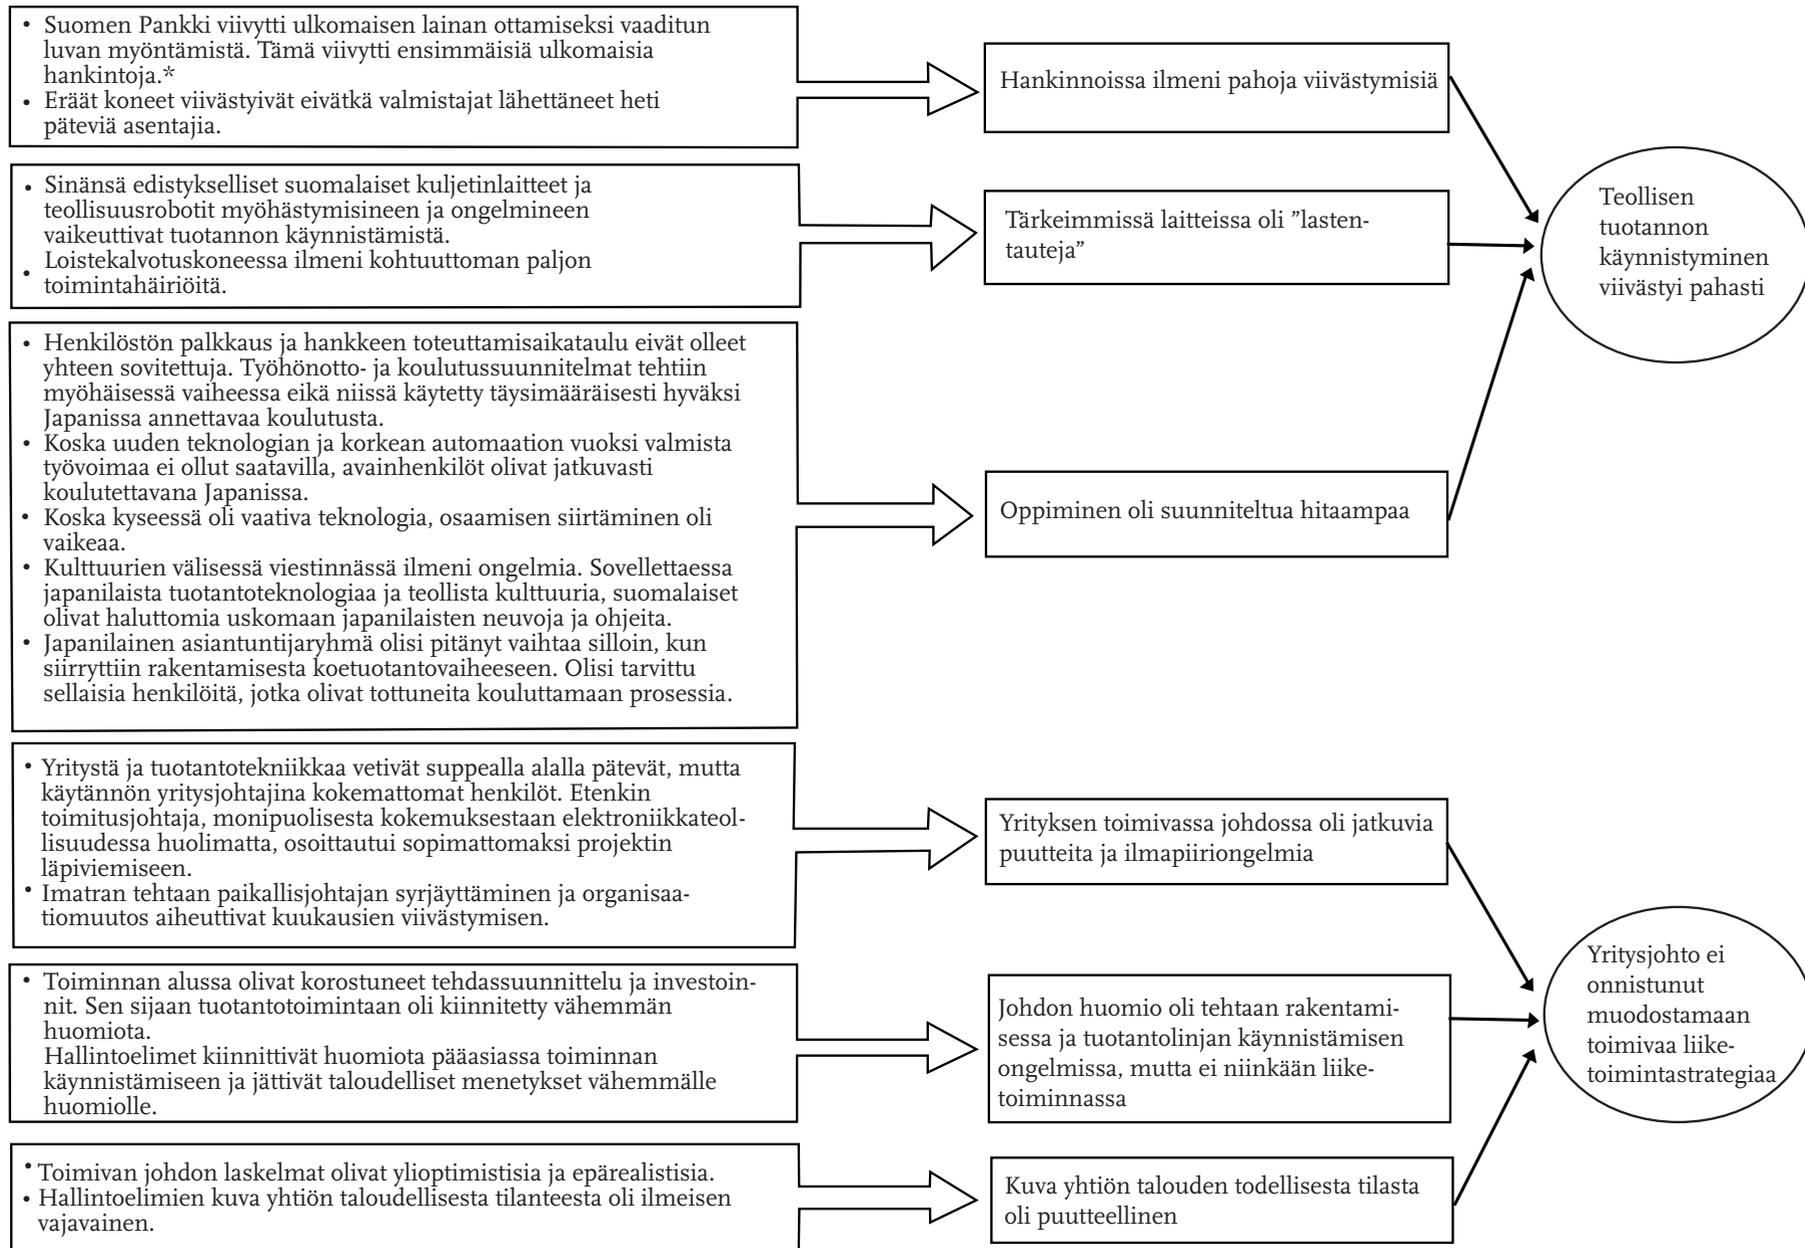 • Suomen Pankki viivytti ulkomaisen lainan ottamiseksi vaaditun
luvan myöntämistä. Tämä viivytti ensimmäisiä ulkomaisia
hankintoja.*
• Eräät koneet viivästyivät eivätkä valmistajat lähettäneet heti
päteviä asentajia.
Hankinnoissa ilmeni pahoja viivästymisiä
• Sinänsä edistykselliset suomalaiset kuljetinlaitteet ja
teollisuusrobotit myöhästymisineen ja ongelmineen
vaikeuttivat tuotannon käynnistämistä.
Loistekalvotuskoneessa ilmeni kohtuuttoman paljon
• toimintahäiriöitä.
Tärkeimmissä laitteissa oli ”lasten-
tauteja”
• Henkilöstön palkkaus ja hankkeen toteuttamisaikataulu eivät olleet
yhteen sovitettuja. Työhönotto- ja koulutussuunnitelmat tehtiin
myöhäisessä vaiheessa eikä niissä käytetty täysimääräisesti hyväksi
Japanissa annettavaa koulutusta.
• Koska uuden teknologian ja korkean automaation vuoksi valmista
työvoimaa ei ollut saatavilla, avainhenkilöt olivat jatkuvasti
koulutettavana Japanissa.
• Koska kyseessä oli vaativa teknologia, osaamisen siirtäminen oli
vaikeaa.
• Kulttuurien välisessä viestinnässä ilmeni ongelmia. Sovellettaessa
japanilaista tuotantoteknologiaa ja teollista kulttuuria, suomalaiset
olivat haluttomia uskomaan japanilaisten neuvoja ja ohjeita.
• Japanilainen asiantuntijaryhmä olisi pitänyt vaihtaa silloin, kun
siirryttiin rakentamisesta koetuotantovaiheeseen. Olisi tarvittu
sellaisia henkilöitä, jotka olivat tottuneita kouluttamaan prosessia.
Oppiminen oli suunniteltua hitaampaa
Teollisen
tuotannon
käynnistyminen
viivästyi pahasti
• Yritystä ja tuotantotekniikkaa vetivät suppealla alalla pätevät, mutta
käytännön yritysjohtajina kokemattomat henkilöt. Etenkin
toimitusjohtaja, monipuolisesta kokemuksestaan elektroniikkateol-
lisuudessa huolimatta, osoittautui sopimattomaksi projektin
läpiviemiseen.
• Imatran tehtaan paikallisjohtajan syrjäyttäminen ja organisaa-
tiomuutos aiheuttivat kuukausien viivästymisen.
Yrityksen toimivassa johdossa oli jatkuvia
puutteita ja ilmapiiriongelmia
• Toiminnan alussa olivat korostuneet tehdassuunnittelu ja investoin-
nit. Sen sijaan tuotantotoimintaan oli kiinnitetty vähemmän
huomiota.
Hallintoelimet kiinnittivät huomiota pääasiassa toiminnan
käynnistämiseen ja jättivät taloudelliset menetykset vähemmälle
huomiolle.
Johdon huomio oli tehtaan rakentami-
sessa ja tuotantolinjan käynnistämisen
ongelmissa, mutta ei niinkään liike-
toiminnassa
• Toimivan johdon laskelmat olivat ylioptimistisia ja epärealistisia.
• Hallintoelimien kuva yhtiön taloudellisesta tilanteesta oli ilmeisen
vajavainen.
Kuva yhtiön talouden todellisesta tilasta
oli puutteellinen
Yritysjohto ei
onnistunut
muodostamaan
toimivaa liike-
toimintastrategiaa